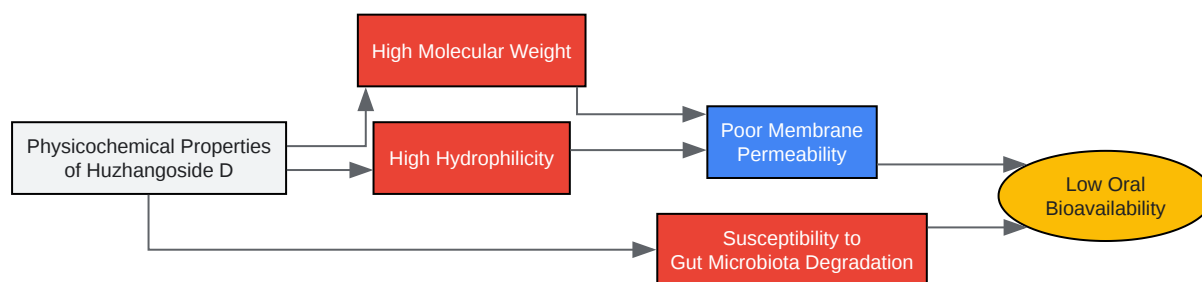 Physicochemical Properties
of Huzhangoside D
High Molecular Weight
High Hydrophilicity
Poor Membrane
Permeability
Susceptibility to
Gut Microbiota Degradation
Low Oral
Bioavailability